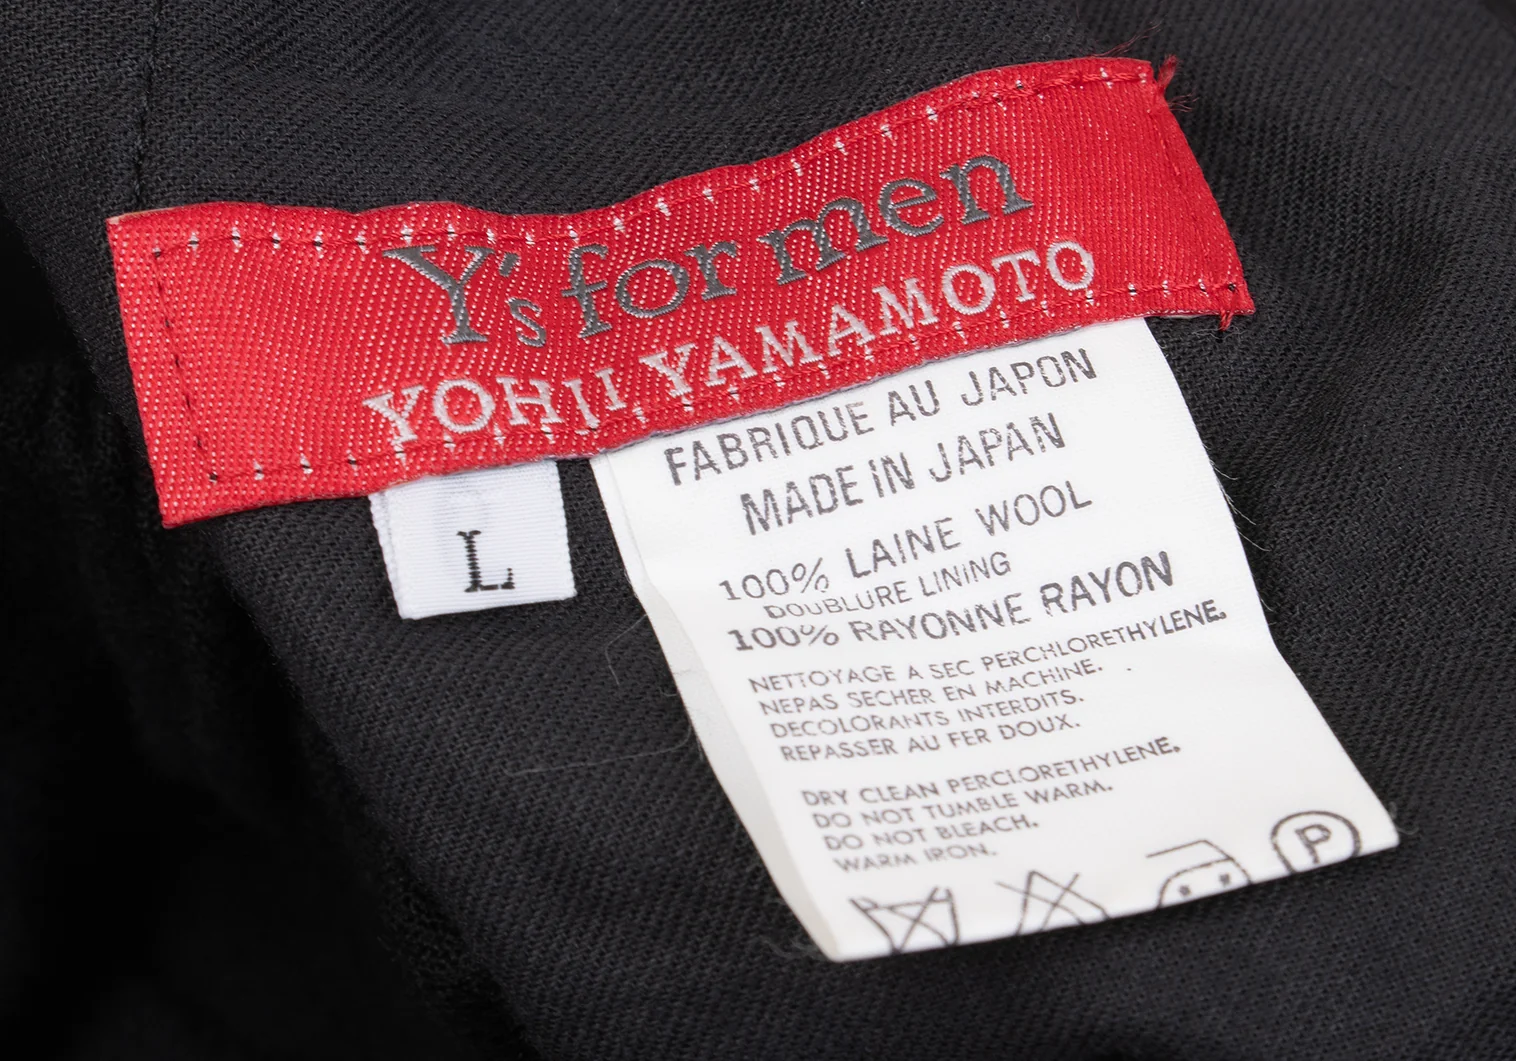 Y's for men
YOHJI YAMAMOTO
L
FABRIQUE AU JAPON
MADE IN JAPAN
100% LAINE WOOL
DOUBLURE LINING
100% RAYONNE RAYON
NETTOYAGE A SEC PERCHLORETHYLENE.
NEPAS SECHER EN MACHINE.
DECOLORANTS INTERDITS.
REPASSER AU FER DOUX.
DRY CLEAN PERCLORETHYLENE.
DO NOT TUMBLE WARM.
DO NOT BLEACH.
WARM IRON.
P